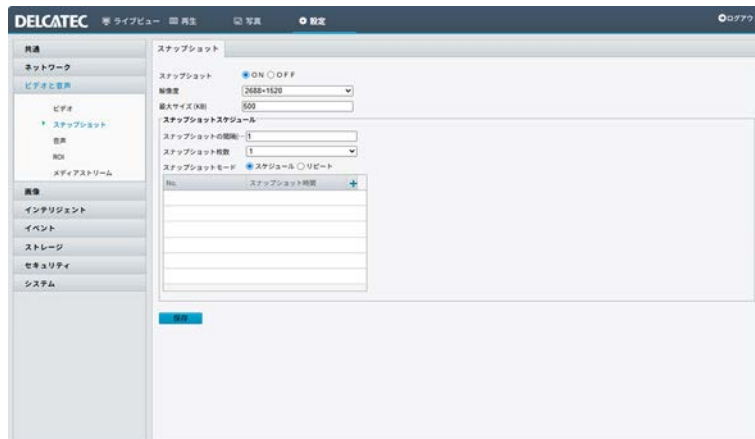 DELCATEC ライブビュー 再生 写真 設定 ログアウ
共通
ネットワーク
ビデオと音声
ビデオ
スナップショット
音声
ROI
メディアストリーム
画像
インテリジェント
イベント
ストレージ
セキュリティ
システム
スナップショット
スナップショット ON OFF
解像度 2688×1520
最大サイズ(KB) 500
スナップショットスケジュール
スナップショットの間隔(… 1
スナップショット枚数 1
スナップショットモード スケジュール リピート
No. スナップショット時間
保存